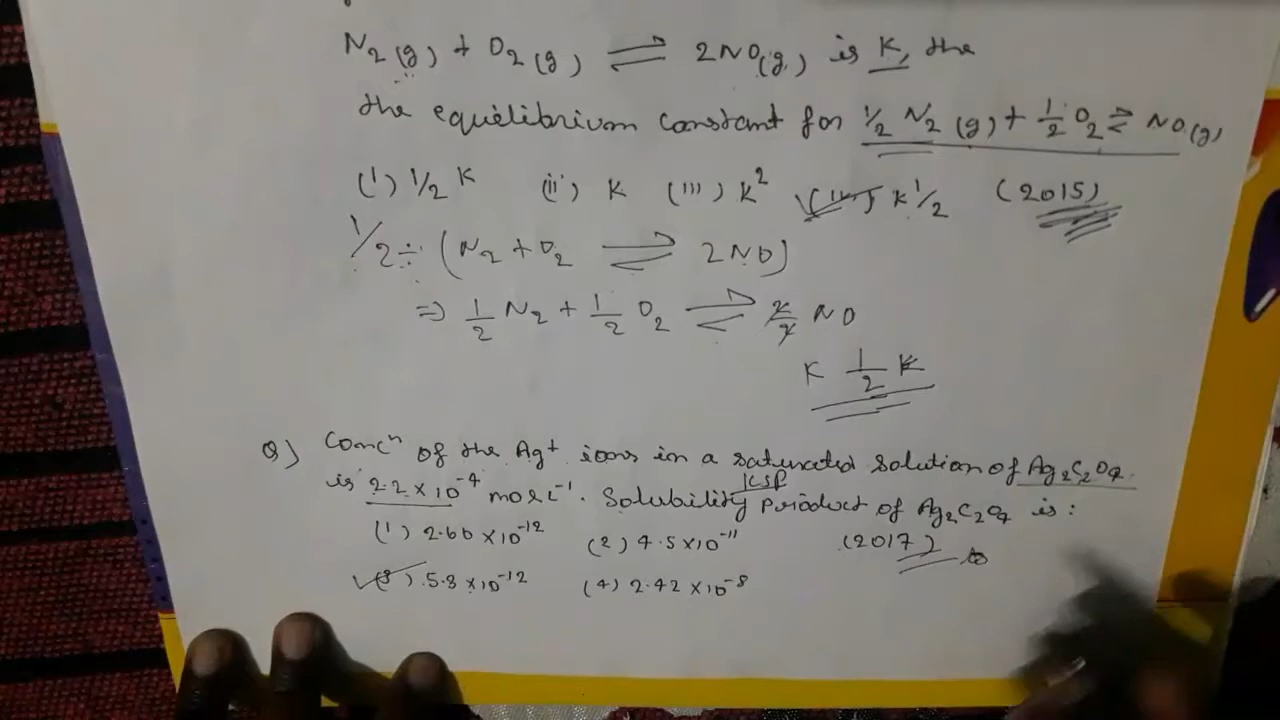 N₂(g) + O₂(g) ⇌ 2NO(g) is K, the
the equilibrium constant for 1/2 N₂(g) + 1/2 O₂ ⇌ NO(g)
(i) 1/2 K (ii) K (iii) K² (iv) K 1/2 (2015)
1/2 ÷ (N₂ + O₂ ⇌ 2NO)
⇒ 1/2 N₂ + 1/2 O₂ ⇌ 2/2 NO
K 1/2 K
Q) Concⁿ of the Ag⁺ ions in a saturated solution of Ag₂C₂O₄
is 2.2 × 10⁻⁴ mol L⁻¹. Solubility product of Ag₂C₂O₄ is:
KSP
(1) 2.66 × 10⁻¹² (2) 4.5 × 10⁻¹¹ (2017)
(3) 5.3 × 10⁻¹² (4) 2.42 × 10⁻⁸